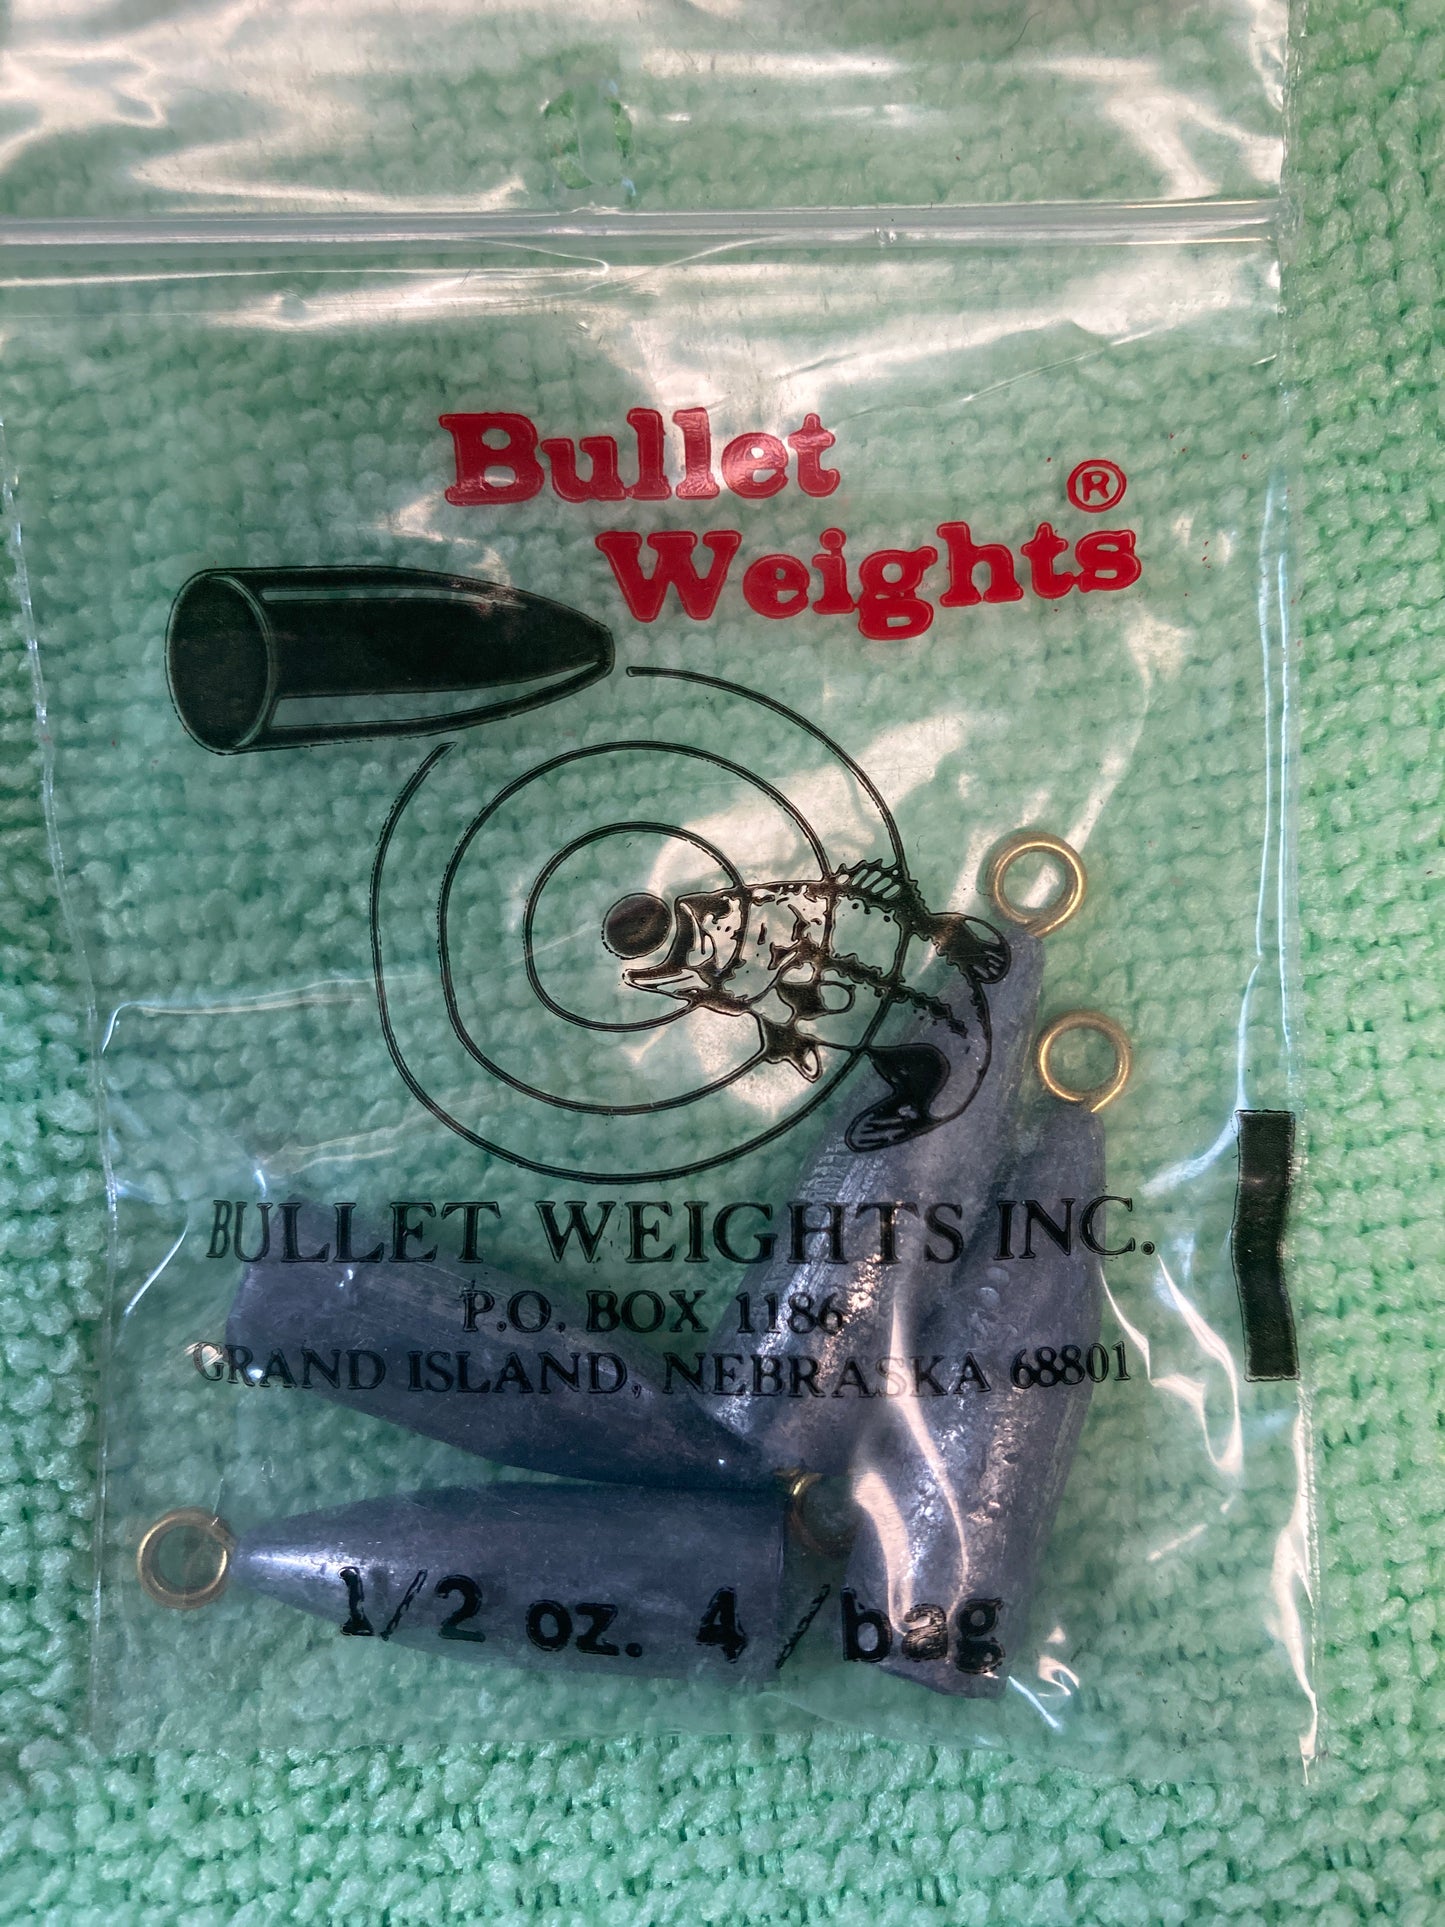 Bullet
Weights ®
BULLET WEIGHTS INC.
P.O. BOX 1186
GRAND ISLAND, NEBRASKA 68801
1/2 oz. 4/bag